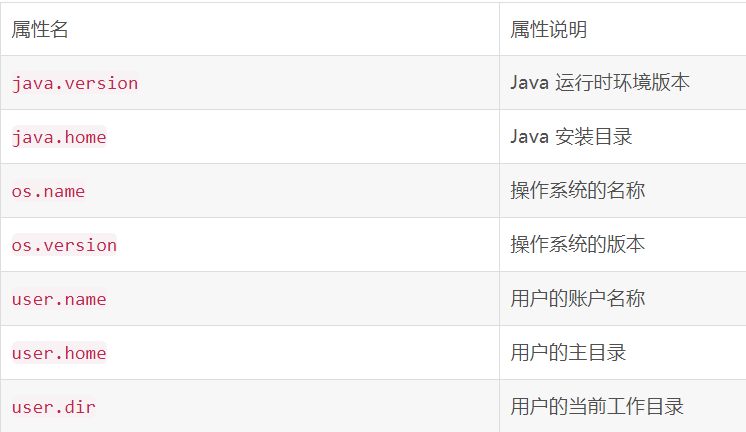 属性名 属性说明
java.version Java 运行时环境版本
java.home Java 安装目录
os.name 操作系统的名称
os.version 操作系统的版本
user.name 用户的账户名称
user.home 用户的主目录
user.dir 用户的当前工作目录